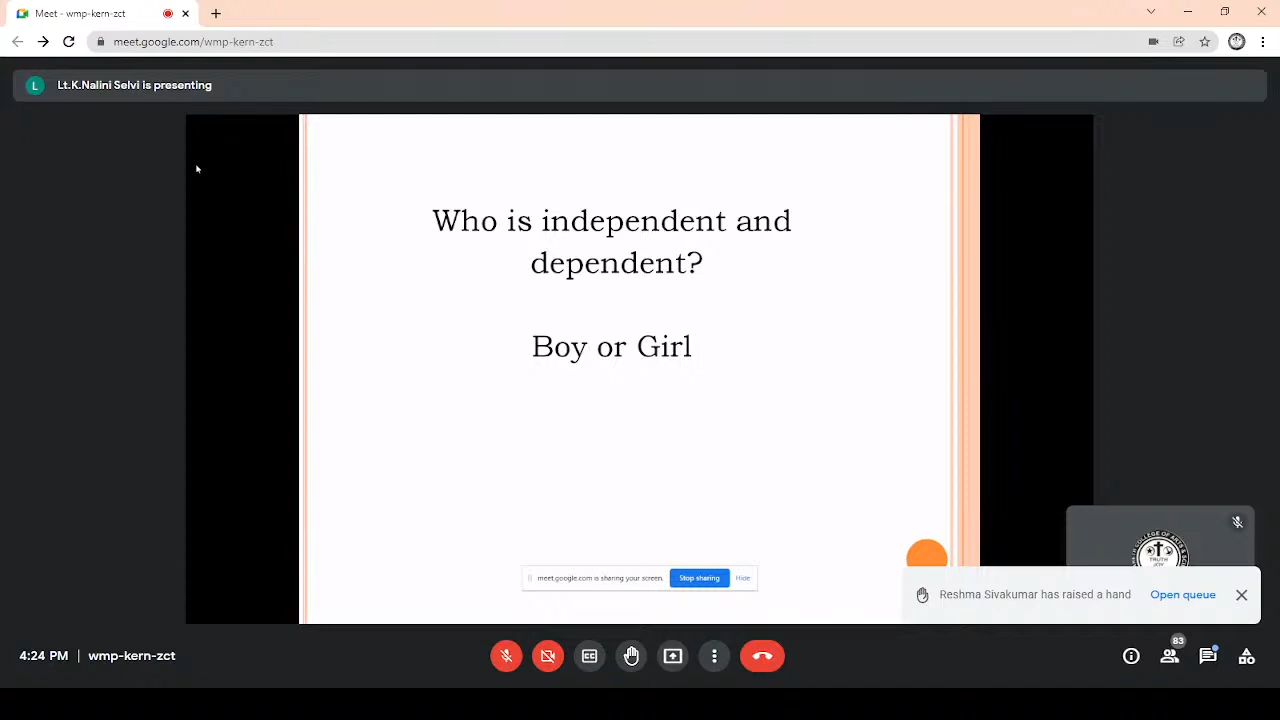 Meet - wmp-kern-zct
meet.google.com/wmp-kern-zct
L
Lt.K.Nalini Selvi is presenting
Who is independent and
dependent?
Boy or Girl
meet.google.com is sharing your screen.
Stop sharing
Hide
TRUTH
JOY
Reshma Sivakumar has raised a hand
Open queue
4:24 PM | wmp-kern-zct
83